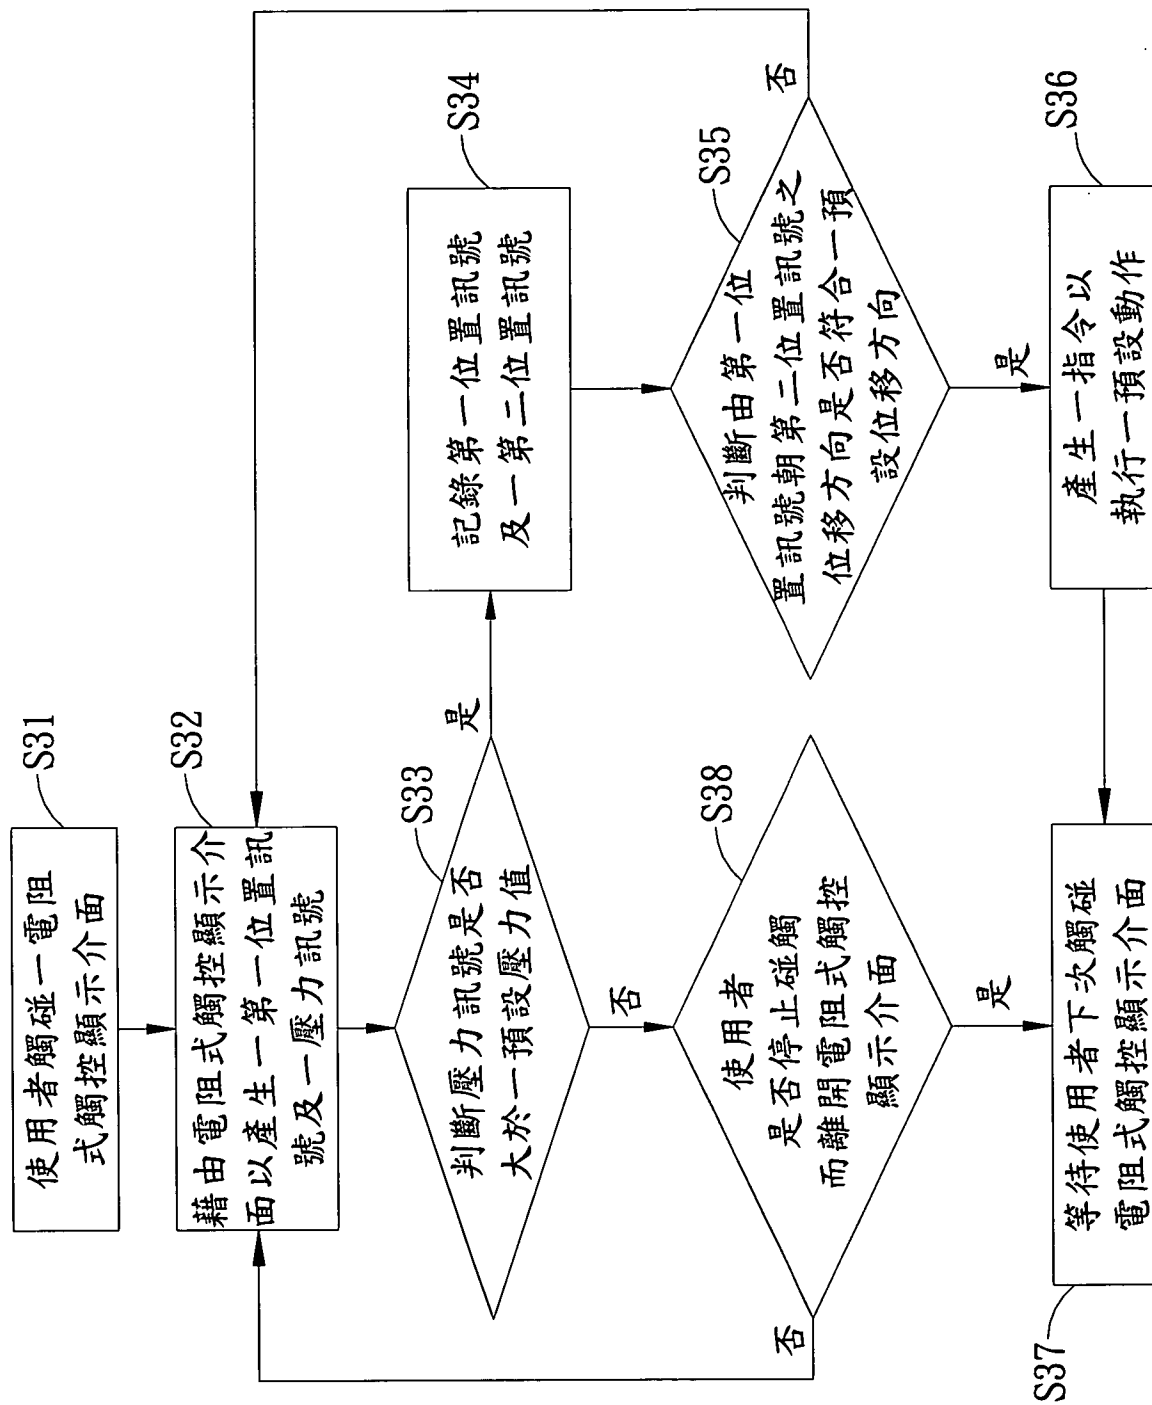 S31
使用者觸碰一電阻
式觸控顯示介面
S32
藉由電阻式觸控顯示介
面以產生一第一位置訊
號及一壓力訊號
S33
判斷壓力訊號是否
大於一預設壓力值
是
否
S34
記錄第一位置訊號
及一第二位置訊號
S35
判斷由第一位
置訊號朝第二位置訊號之
位移方向是否符合一預
設位移方向
否
是
S36
產生一指令以
執行一預設動作
S38
使用者
是否停止碰觸
而離開電阻式觸控
顯示介面
否
是
S37
等待使用者下次觸碰
電阻式觸控顯示介面